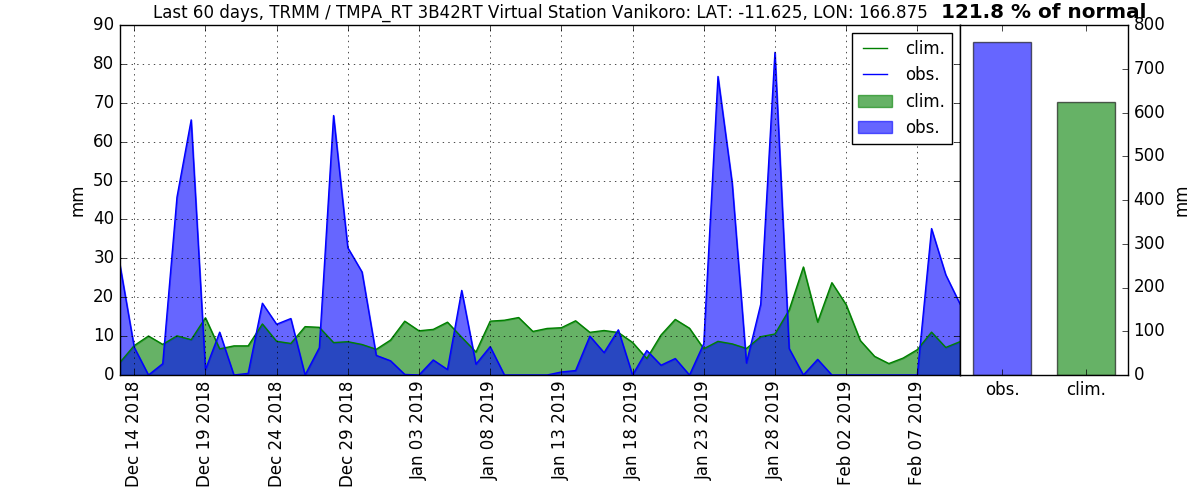 Last 60 days, TRMM / TMPA_RT 3B42RT Virtual Station Vanikoro: LAT: -11.625, LON: 166.875 121.8 % of normal
90
80
70
60
50
40
30
20
10
0
mm
clim.
obs.
clim.
obs.
Dec 14 2018
Dec 19 2018
Dec 24 2018
Dec 29 2018
Jan 03 2019
Jan 08 2019
Jan 13 2019
Jan 18 2019
Jan 23 2019
Jan 28 2019
Feb 02 2019
Feb 07 2019
800
700
600
500
400
300
200
100
0
mm
obs. clim.